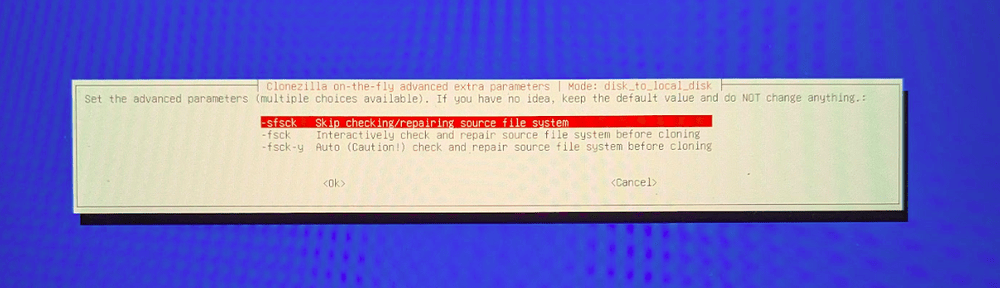 Clonezilla on-the-fly advanced extra parameters | Mode: disk_to_local_disk
Set the advanced parameters (multiple choices available). If you have no idea, keep the default value and do NOT change anything.:
-sfsck Skip checking/repairing source file system
-fsck Interactively check and repair source file system before cloning
-fsck-y Auto (Caution!) check and repair source file system before cloning
<Ok> <Cancel>